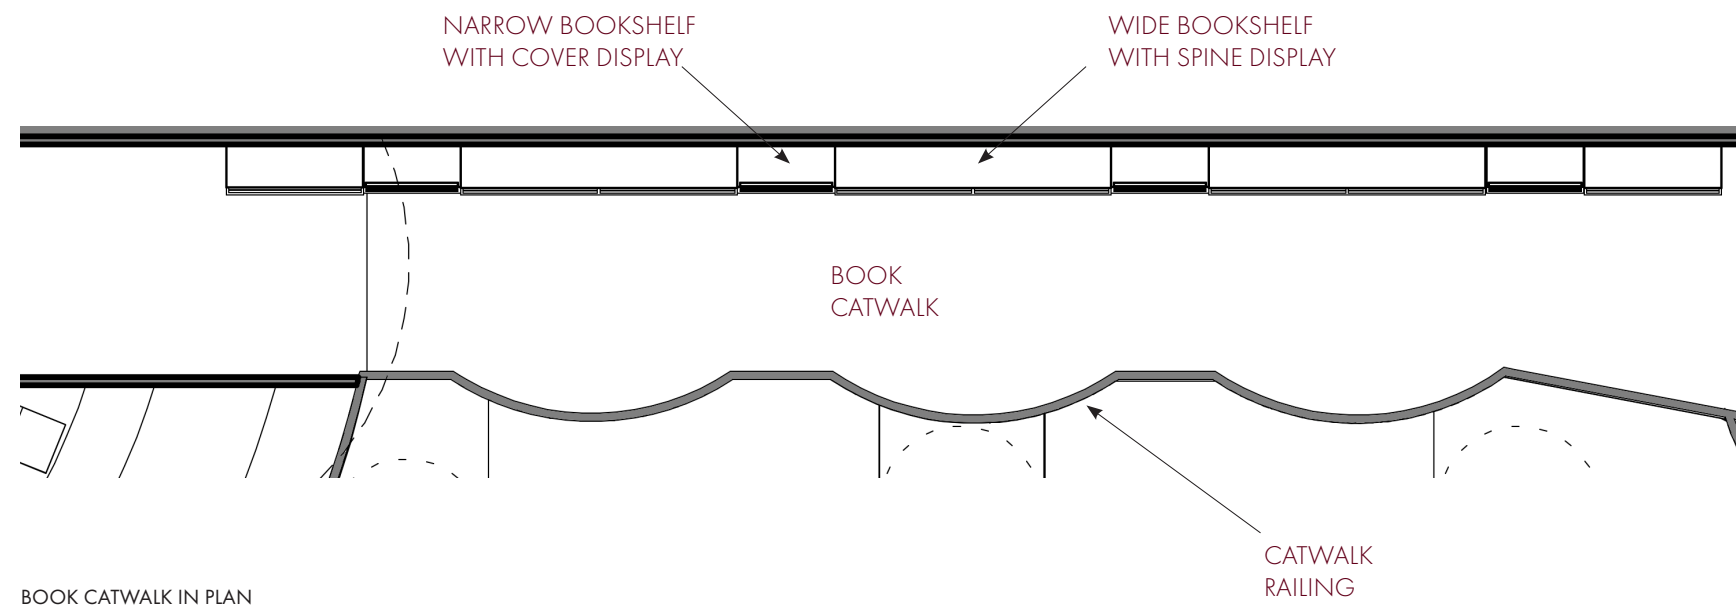 NARROW BOOKSHELF
WITH COVER DISPLAY
WIDE BOOKSHELF
WITH SPINE DISPLAY
BOOK
CATWALK
CATWALK
RAILING
BOOK CATWALK IN PLAN